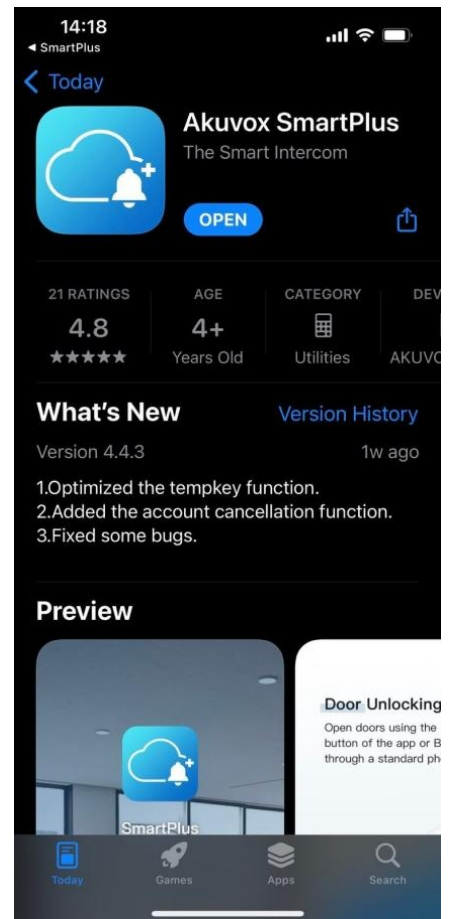 14:18
◀ SmartPlus
Today
Akuvox SmartPlus
The Smart Intercom
OPEN
21 RATINGS AGE CATEGORY DEV
4.8 4+
★★★★★ Years Old Utilities AKUVO
What's New Version History
Version 4.4.3 1w ago
1.Optimized the tempkey function.
2.Added the account cancellation function.
3.Fixed some bugs.
Preview
Door Unlocking
Open doors using the
button of the app or B
through a standard ph
SmartPlus
Today Games Apps Search